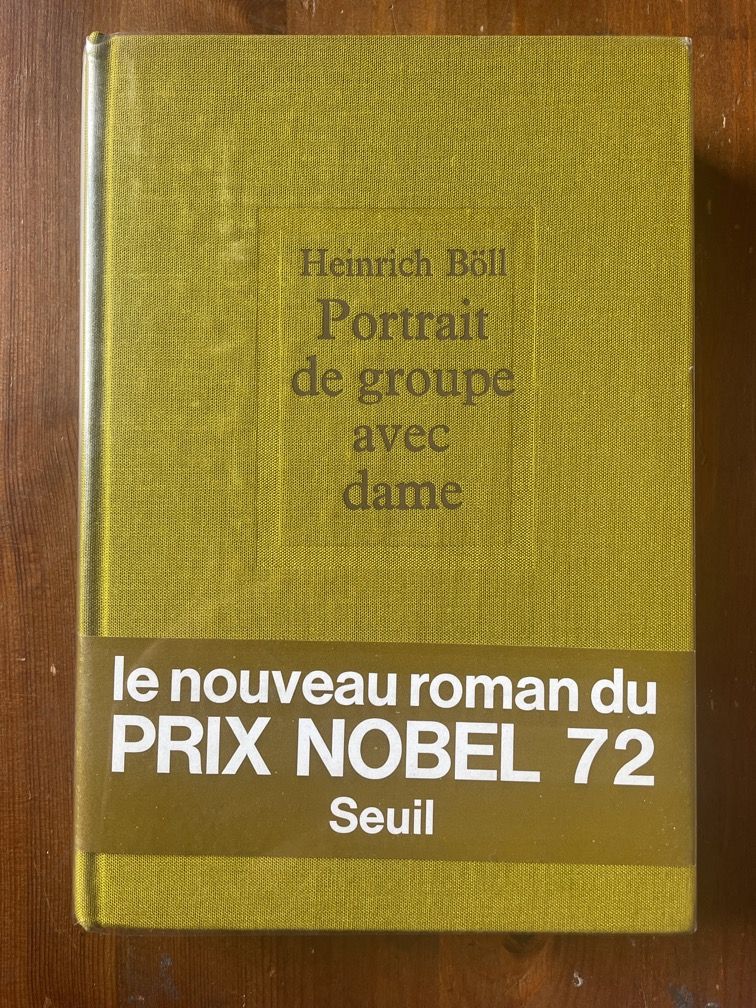 Heinrich Böll
Portrait
de groupe
avec
dame
le nouveau roman du
PRIX NOBEL 72
Seuil